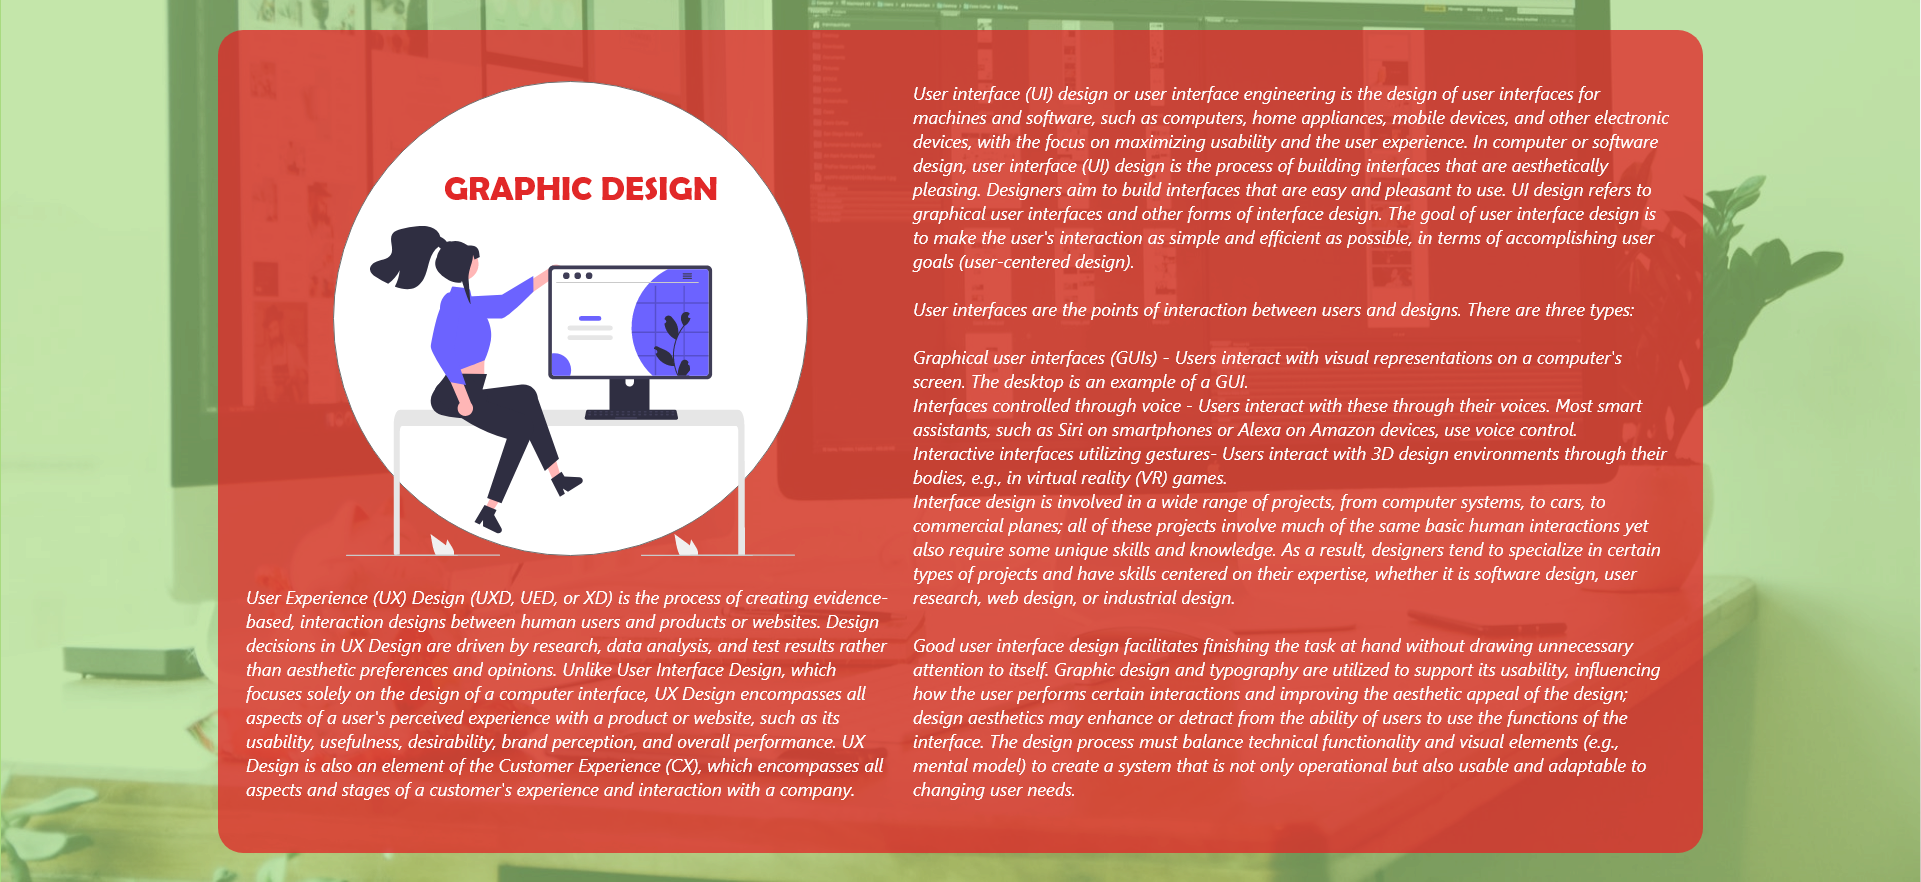 GRAPHIC DESIGN
User Experience (UX) Design (UXD, UED, or XD) is the process of creating evidence-
based, interaction designs between human users and products or websites. Design
decisions in UX Design are driven by research, data analysis, and test results rather
than aesthetic preferences and opinions. Unlike User Interface Design, which
focuses solely on the design of a computer interface, UX Design encompasses all
aspects of a user's perceived experience with a product or website, such as its
usability, usefulness, desirability, brand perception, and overall performance. UX
Design is also an element of the Customer Experience (CX), which encompasses all
aspects and stages of a customer's experience and interaction with a company.
User interface (UI) design or user interface engineering is the design of user interfaces for
machines and software, such as computers, home appliances, mobile devices, and other electronic
devices, with the focus on maximizing usability and the user experience. In computer or software
design, user interface (UI) design is the process of building interfaces that are aesthetically
pleasing. Designers aim to build interfaces that are easy and pleasant to use. UI design refers to
graphical user interfaces and other forms of interface design. The goal of user interface design is
to make the user's interaction as simple and efficient as possible, in terms of accomplishing user
goals (user-centered design).
User interfaces are the points of interaction between users and designs. There are three types:
Graphical user interfaces (GUIs) - Users interact with visual representations on a computer's
screen. The desktop is an example of a GUI.
Interfaces controlled through voice - Users interact with these through their voices. Most smart
assistants, such as Siri on smartphones or Alexa on Amazon devices, use voice control.
Interactive interfaces utilizing gestures- Users interact with 3D design environments through their
bodies, e.g., in virtual reality (VR) games.
Interface design is involved in a wide range of projects, from computer systems, to cars, to
commercial planes; all of these projects involve much of the same basic human interactions yet
also require some unique skills and knowledge. As a result, designers tend to specialize in certain
types of projects and have skills centered on their expertise, whether it is software design, user
research, web design, or industrial design.
Good user interface design facilitates finishing the task at hand without drawing unnecessary
attention to itself. Graphic design and typography are utilized to support its usability, influencing
how the user performs certain interactions and improving the aesthetic appeal of the design;
design aesthetics may enhance or detract from the ability of users to use the functions of the
interface. The design process must balance technical functionality and visual elements (e.g.,
mental model) to create a system that is not only operational but also usable and adaptable to
changing user needs.